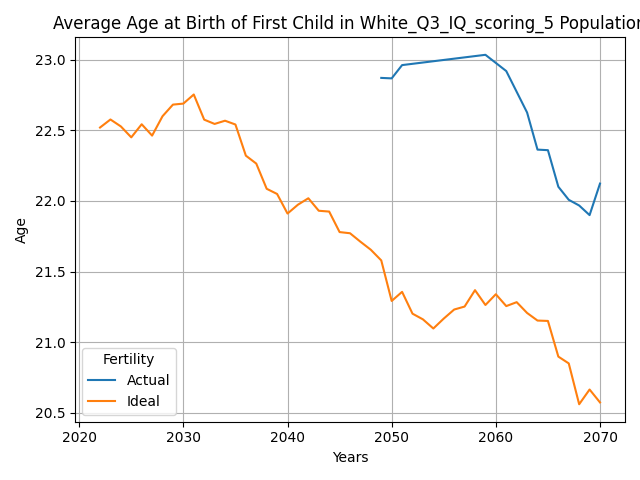 Average Age at Birth of First Child in White_Q3_IQ_scoring_5 Population
23.0
22.5
22.0
21.5
21.0
20.5
Age
Fertility
Actual
Ideal
2020
2030
2040
2050
2060
2070
Years